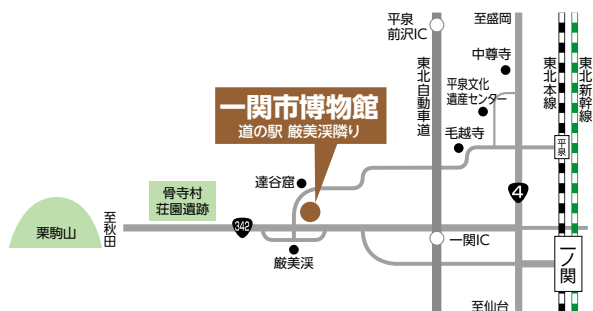 平泉
前沢IC
至盛岡
中尊寺
東北自動車道
平泉文化
遺産センター
東北本線
東北新幹線
一関市博物館
道の駅 厳美渓隣り
毛越寺
平泉
達谷窟
骨寺村
荘園遺跡
4
栗駒山
至秋田
342
厳美渓
一関IC
一ノ関
至仙台